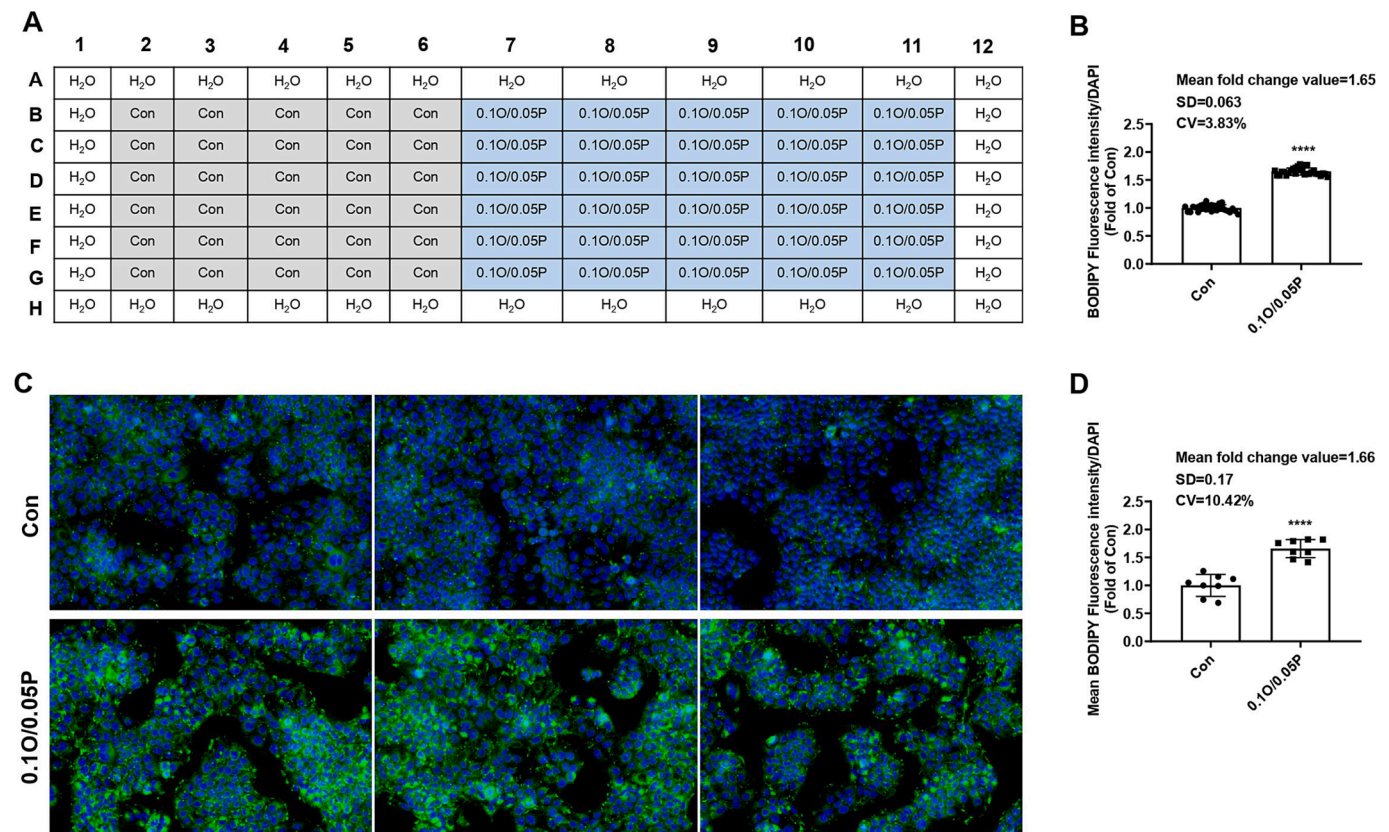 A
1 2 3 4 5 6 7 8 9 10 11 12
A H₂O H₂O H₂O H₂O H₂O H₂O H₂O H₂O H₂O H₂O H₂O H₂O
B H₂O Con Con Con Con Con 0.1O/0.05P 0.1O/0.05P 0.1O/0.05P 0.1O/0.05P 0.1O/0.05P H₂O
C H₂O Con Con Con Con Con 0.1O/0.05P 0.1O/0.05P 0.1O/0.05P 0.1O/0.05P 0.1O/0.05P H₂O
D H₂O Con Con Con Con Con 0.1O/0.05P 0.1O/0.05P 0.1O/0.05P 0.1O/0.05P 0.1O/0.05P H₂O
E H₂O Con Con Con Con Con 0.1O/0.05P 0.1O/0.05P 0.1O/0.05P 0.1O/0.05P 0.1O/0.05P H₂O
F H₂O Con Con Con Con Con 0.1O/0.05P 0.1O/0.05P 0.1O/0.05P 0.1O/0.05P 0.1O/0.05P H₂O
G H₂O Con Con Con Con Con 0.1O/0.05P 0.1O/0.05P 0.1O/0.05P 0.1O/0.05P 0.1O/0.05P H₂O
H H₂O H₂O H₂O H₂O H₂O H₂O H₂O H₂O H₂O H₂O H₂O H₂O
B
Mean fold change value=1.65
SD=0.063
CV=3.83%
BODIPY Fluorescence intensity/DAPI
(Fold of Con)
2.5
2.0
1.5
1.0
0.5
0.0
****
Con
0.1O/0.05P
C
Con
0.1O/0.05P
D
Mean fold change value=1.66
SD=0.17
CV=10.42%
Mean BODIPY Fluorescence intensity/DAPI
(Fold of Con)
2.5
2.0
1.5
1.0
0.5
0.0
****
Con
0.1O/0.05P